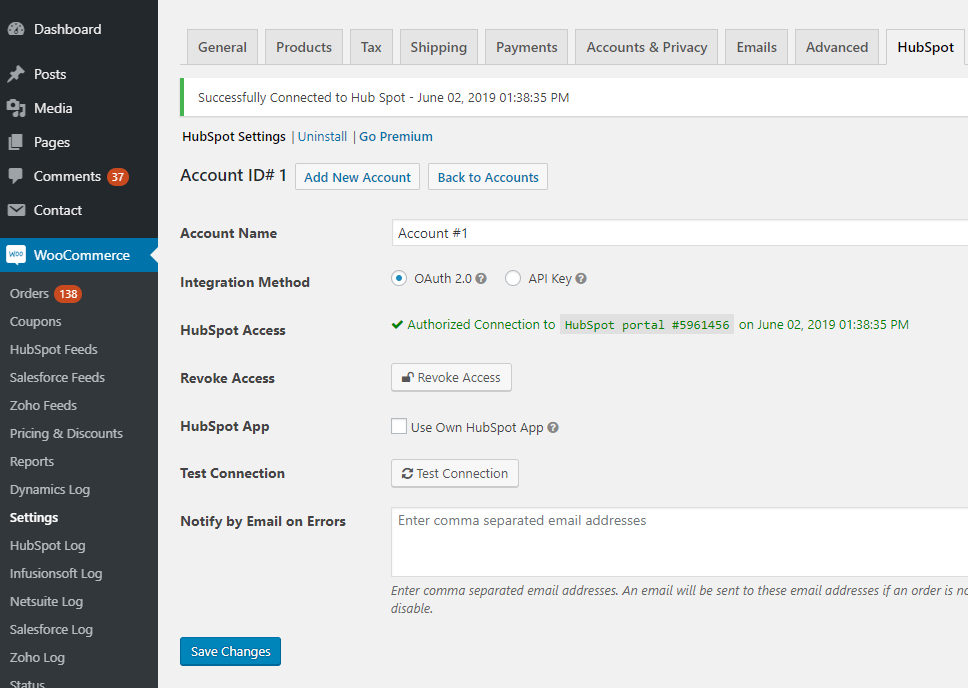 Dashboard
Posts
Media
Pages
Comments 37
Contact
WOO WooCommerce
Orders 138
Coupons
HubSpot Feeds
Salesforce Feeds
Zoho Feeds
Pricing & Discounts
Reports
Dynamics Log
Settings
HubSpot Log
Infusionsoft Log
Netsuite Log
Salesforce Log
Zoho Log
Status
General Products Tax Shipping Payments Accounts & Privacy Emails Advanced HubSpot
Successfully Connected to Hub Spot - June 02, 2019 01:38:35 PM
HubSpot Settings | Uninstall | Go Premium
Account ID# 1 Add New Account Back to Accounts
Account Name Account #1
Integration Method OAuth 2.0 ? API Key ?
HubSpot Access Authorized Connection to HubSpot portal #5961456 on June 02, 2019 01:38:35 PM
Revoke Access Revoke Access
HubSpot App Use Own HubSpot App ?
Test Connection Test Connection
Notify by Email on Errors Enter comma separated email addresses
Enter comma separated email addresses. An email will be sent to these email addresses if an order is no
disable.
Save Changes